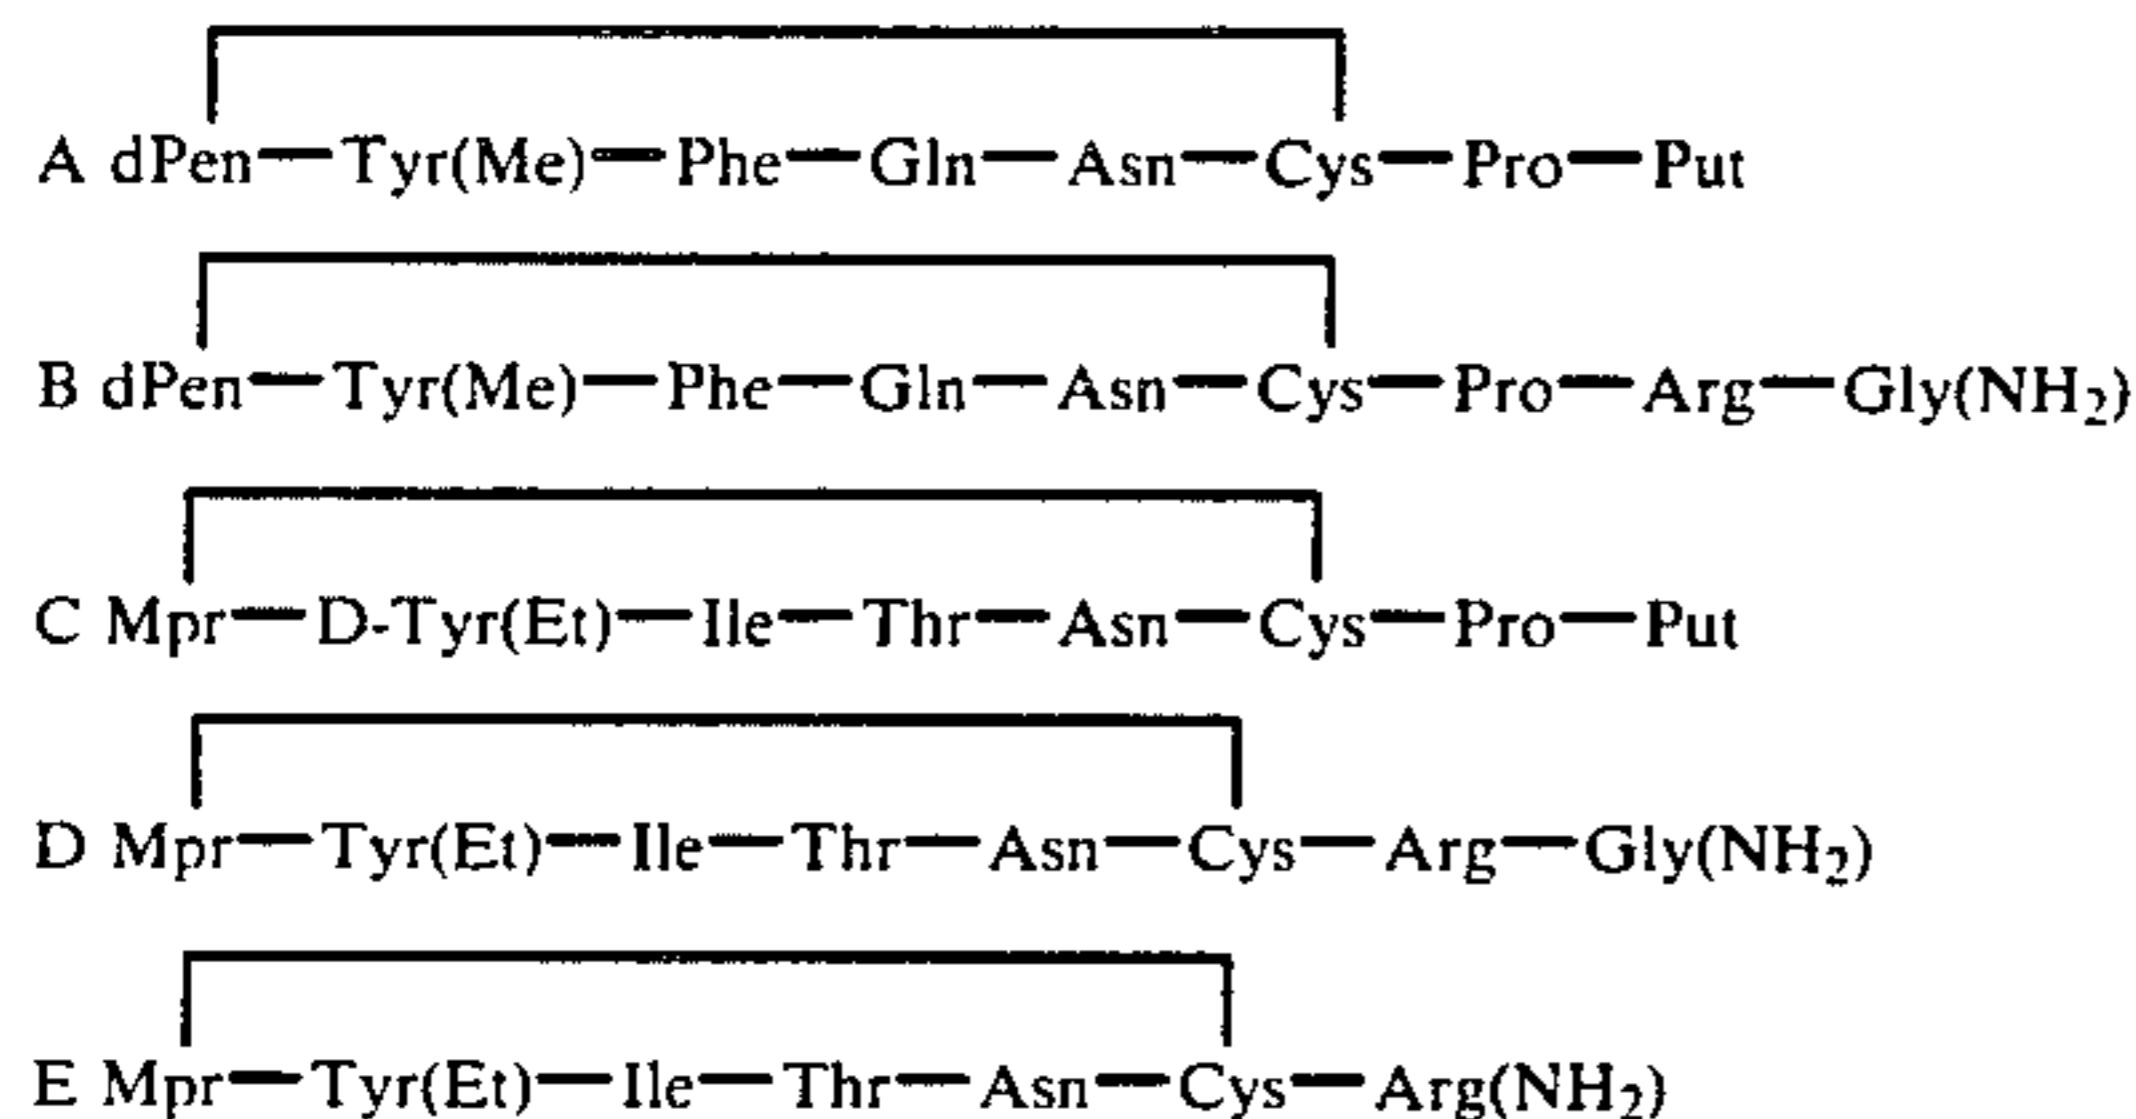 A dPen—Tyr(Me)—Phe—Gln—Asn—Cys—Pro—Put
B dPen—Tyr(Me)—Phe—Gln—Asn—Cys—Pro—Arg—Gly(NH₂)
C Mpr—D-Tyr(Et)—Ile—Thr—Asn—Cys—Pro—Put
D Mpr—Tyr(Et)—Ile—Thr—Asn—Cys—Arg—Gly(NH₂)
E Mpr—Tyr(Et)—Ile—Thr—Asn—Cys—Arg(NH₂)